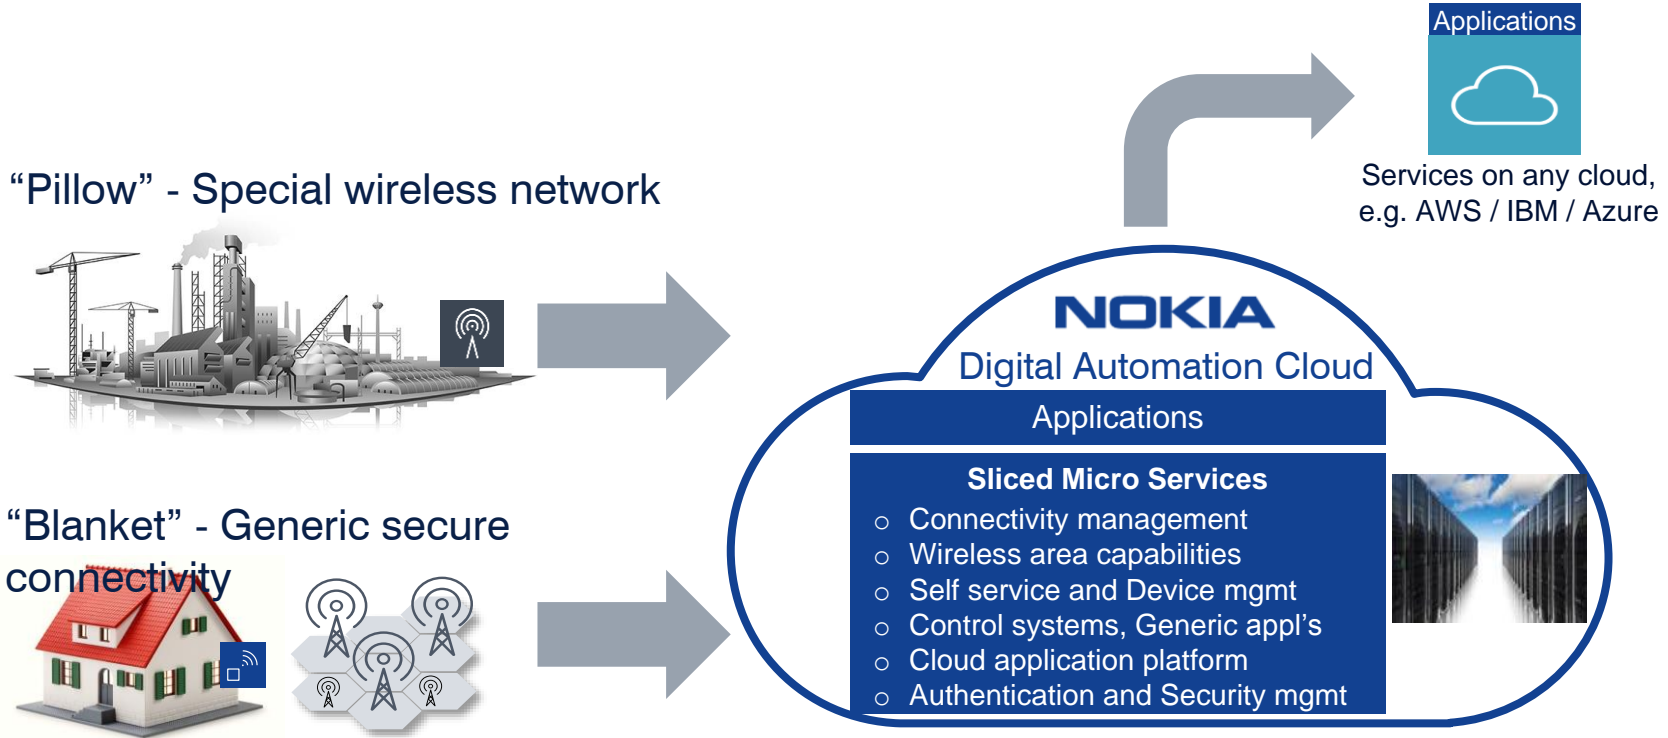 Applications
Services on any cloud,
e.g. AWS / IBM / Azure
“Pillow” - Special wireless network
NOKIA
Digital Automation Cloud
Applications
Sliced Micro Services
o Connectivity management
o Wireless area capabilities
o Self service and Device mgmt
o Control systems, Generic appl's
o Cloud application platform
o Authentication and Security mgmt
“Blanket” - Generic secure
connectivity